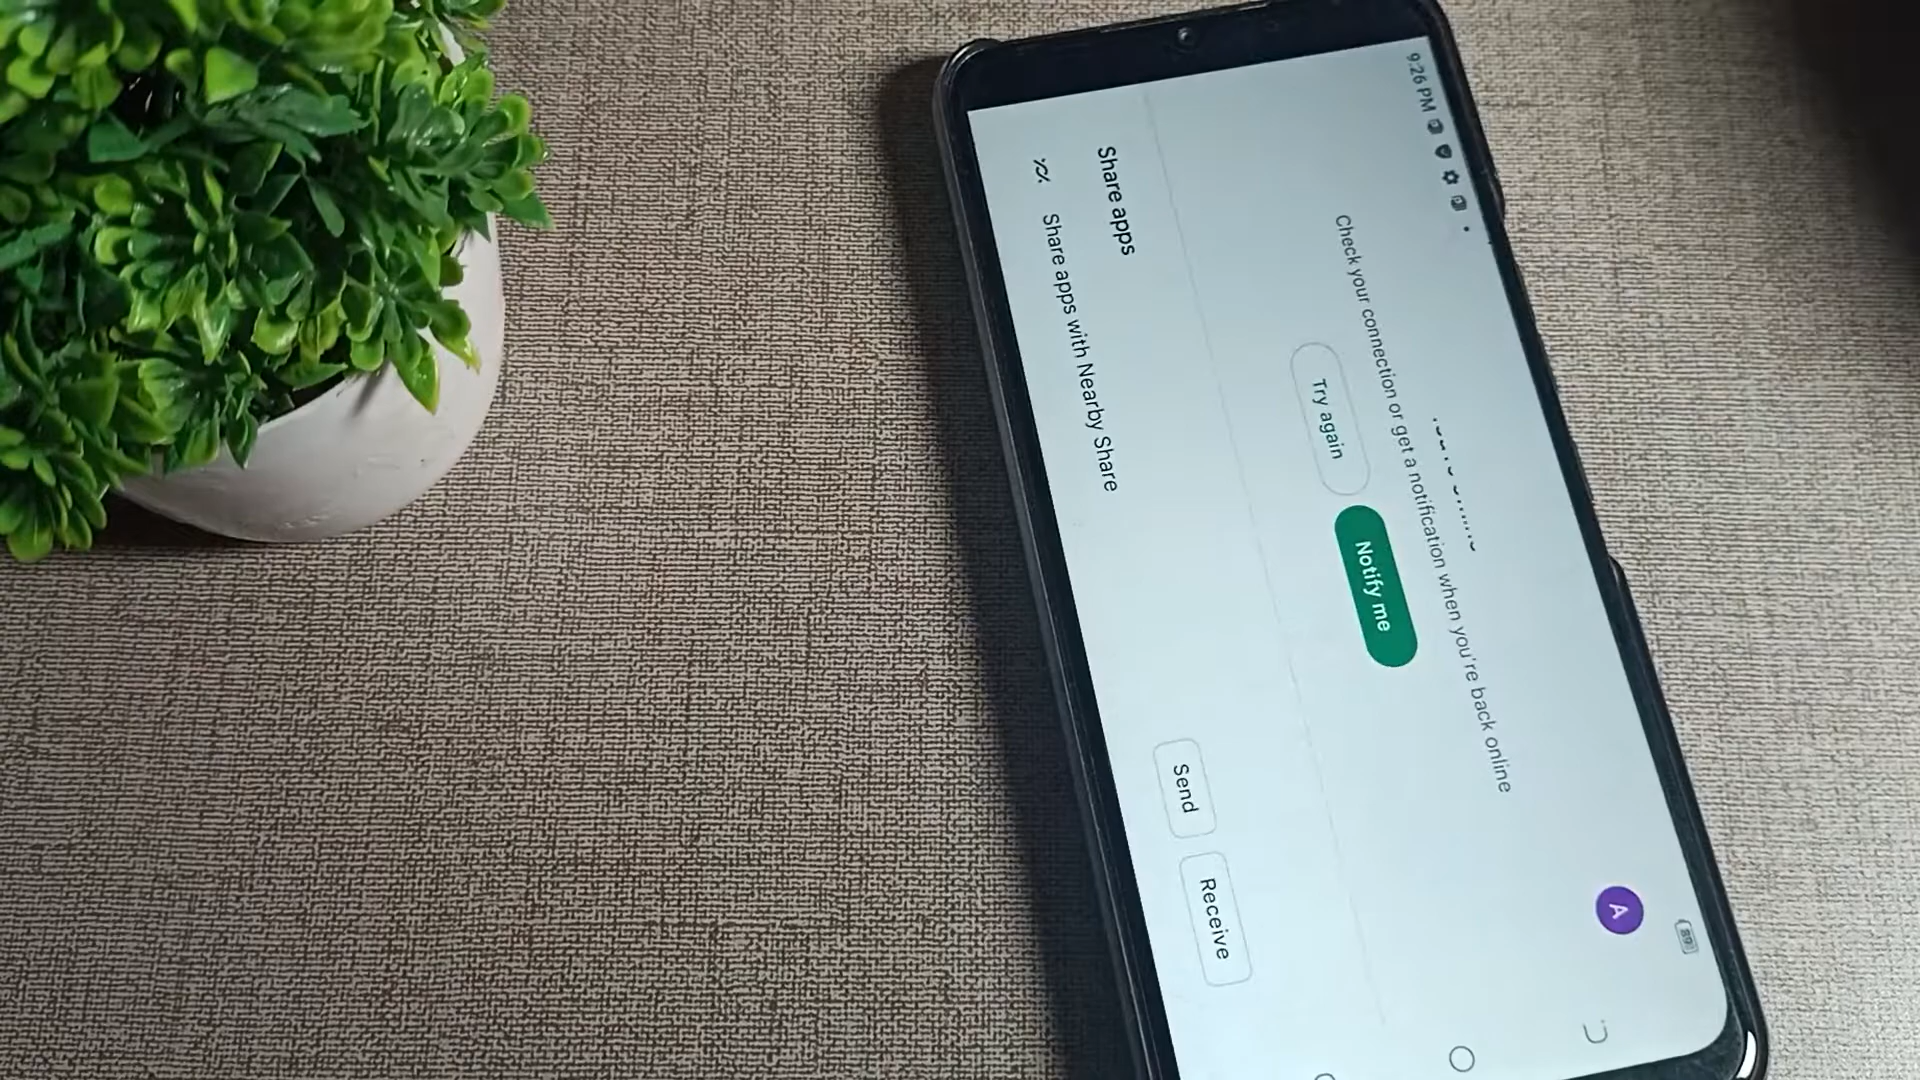 9:26 PM
89
A
Check your connection or get a notification when you're back online
Try again
Notify me
Share apps
Share apps with Nearby Share
Send
Receive